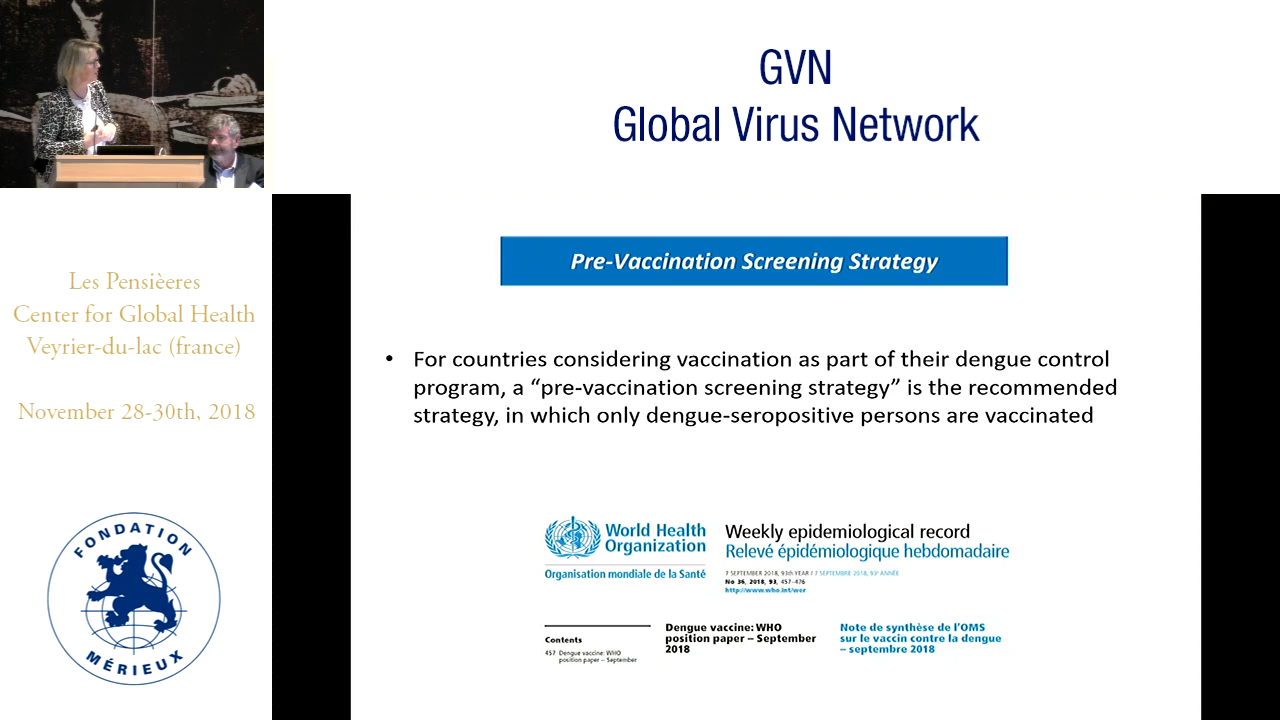 GVN
Global Virus Network
Les Pensièeres
Center for Global Health
Veyrier-du-lac (france)
November 28-30th, 2018
FONDATION
MÉRIEUX
Pre-Vaccination Screening Strategy
• For countries considering vaccination as part of their dengue control
program, a “pre-vaccination screening strategy” is the recommended
strategy, in which only dengue-seropositive persons are vaccinated
World Health
Organization
Organisation mondiale de la Santé
Weekly epidemiological record
Relevé épidémiologique hebdomadaire
7 SEPTEMBER 2018, 93th YEAR / 7 SEPTEMBRE 2018, 93e ANNÉE
No 36, 2018, 93, 457–476
http://www.who.int/wer
Contents
457 Dengue vaccine: WHO
position paper – September
Dengue vaccine: WHO
position paper – September
2018
Note de synthèse de l’OMS
sur le vaccin contre la dengue
– septembre 2018